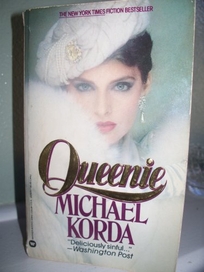 THE NEW YORK TIMES FICTION BESTSELLER
Queenie
MICHAEL
KORDA
"Deliciously sinful..."
—Washington Post